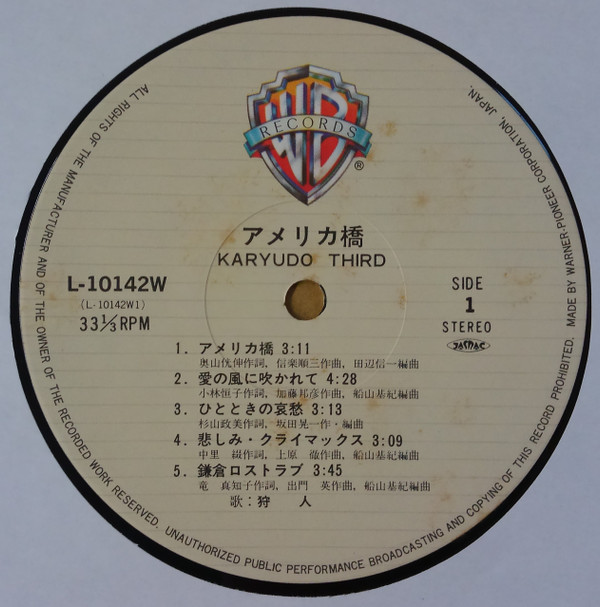 WB
RECORDS
®
アメリカ橋
KARYUDO THIRD
L-10142W
(L-10142W1)
33⅓RPM
SIDE
1
STEREO
JASRAC
1. アメリカ橋 3:11
奥山侊伸作詞, 信楽順三作曲, 田辺信一編曲
2. 愛の風に吹かれて 4:28
小林恒子作詞, 加藤邦彦作曲, 船山基紀編曲
3. ひとときの哀愁 3:13
杉山政美作詞, 坂田晃一作・編曲
4. 悲しみ・クライマックス 3:09
中里 綴作詞, 上原 徹作曲, 船山基紀編曲
5. 鎌倉ロストラブ 3:45
竜 真知子作詞, 出門 英作曲, 船山基紀編曲
歌：狩 人
ALL RIGHTS OF THE MANUFACTURER AND OF THE OWNER OF THE RECORDED WORK RESERVED. UNAUTHORIZED PUBLIC PERFORMANCE BROADCASTING AND COPYING OF THIS RECORD PROHIBITED. MADE BY WARNER-PIONEER CORPORATION, JAPAN.